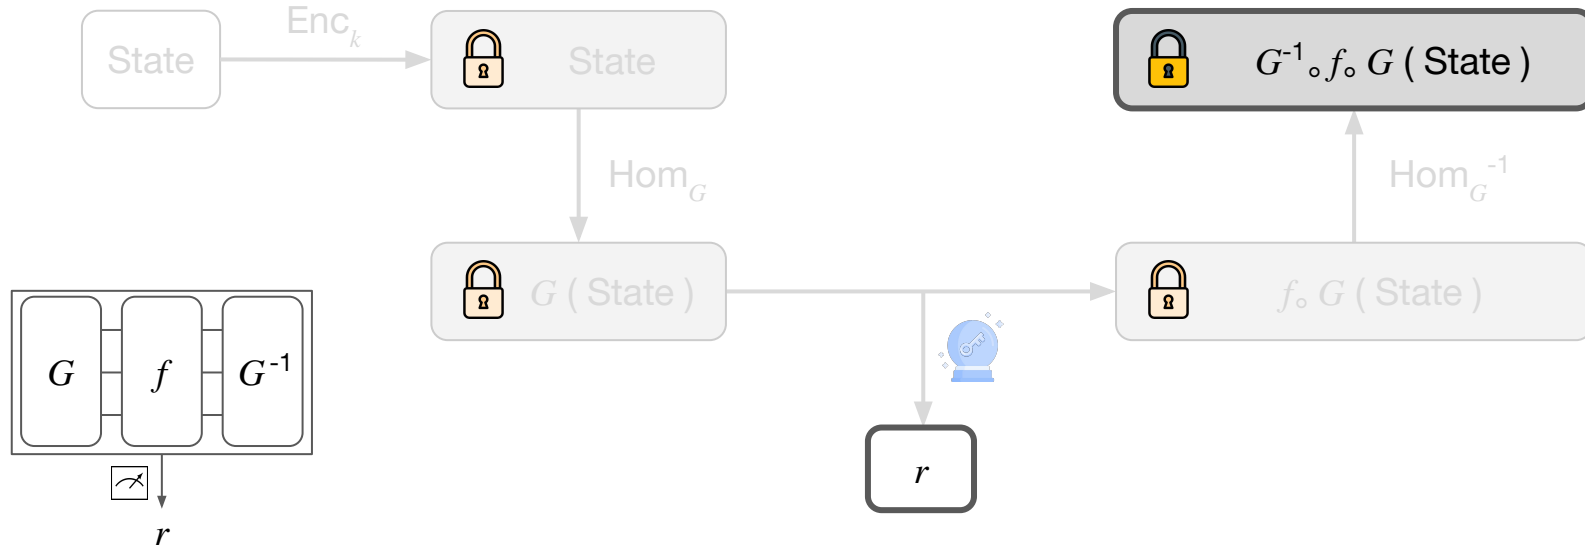 State
Enc_k
State
G⁻¹ ∘ f ∘ G ( State )
Hom_G
Hom_G⁻¹
G ( State )
f ∘ G ( State )
G
f
G⁻¹
r
r